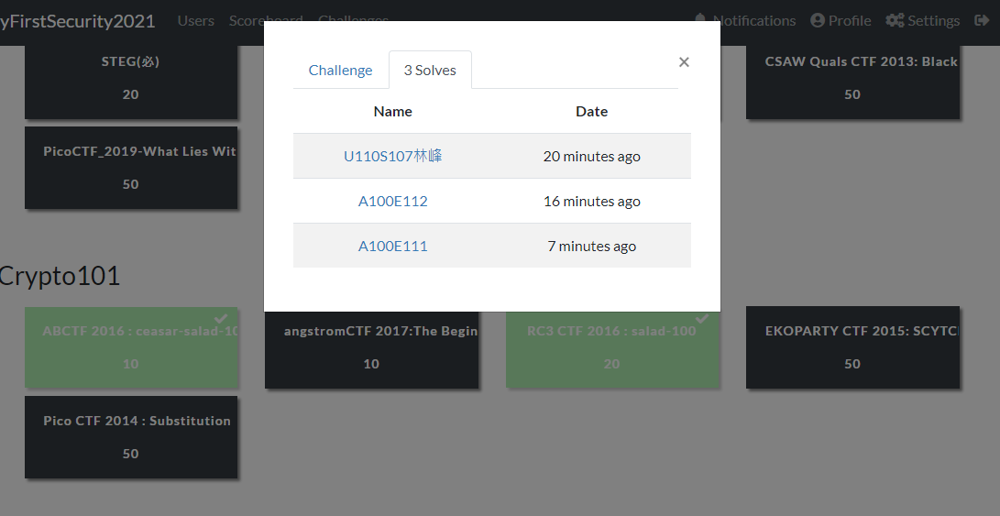 yFirstSecurity2021 Users Scoreboard Challenges Notifications Profile Settings
Challenge 3 Solves ×
Name Date
U110S107林峰 20 minutes ago
A100E112 16 minutes ago
A100E111 7 minutes ago
STEG(必)
20
CSAW Quals CTF 2013: Black
50
PicoCTF_2019-What Lies Wit
50
Crypto101
ABCTF 2016 : ceasar-salad-10
10
angstromCTF 2017:The Begin
10
RC3 CTF 2016 : salad-100
20
EKOPARTY CTF 2015: SCYTC
50
Pico CTF 2014 : Substitution
50